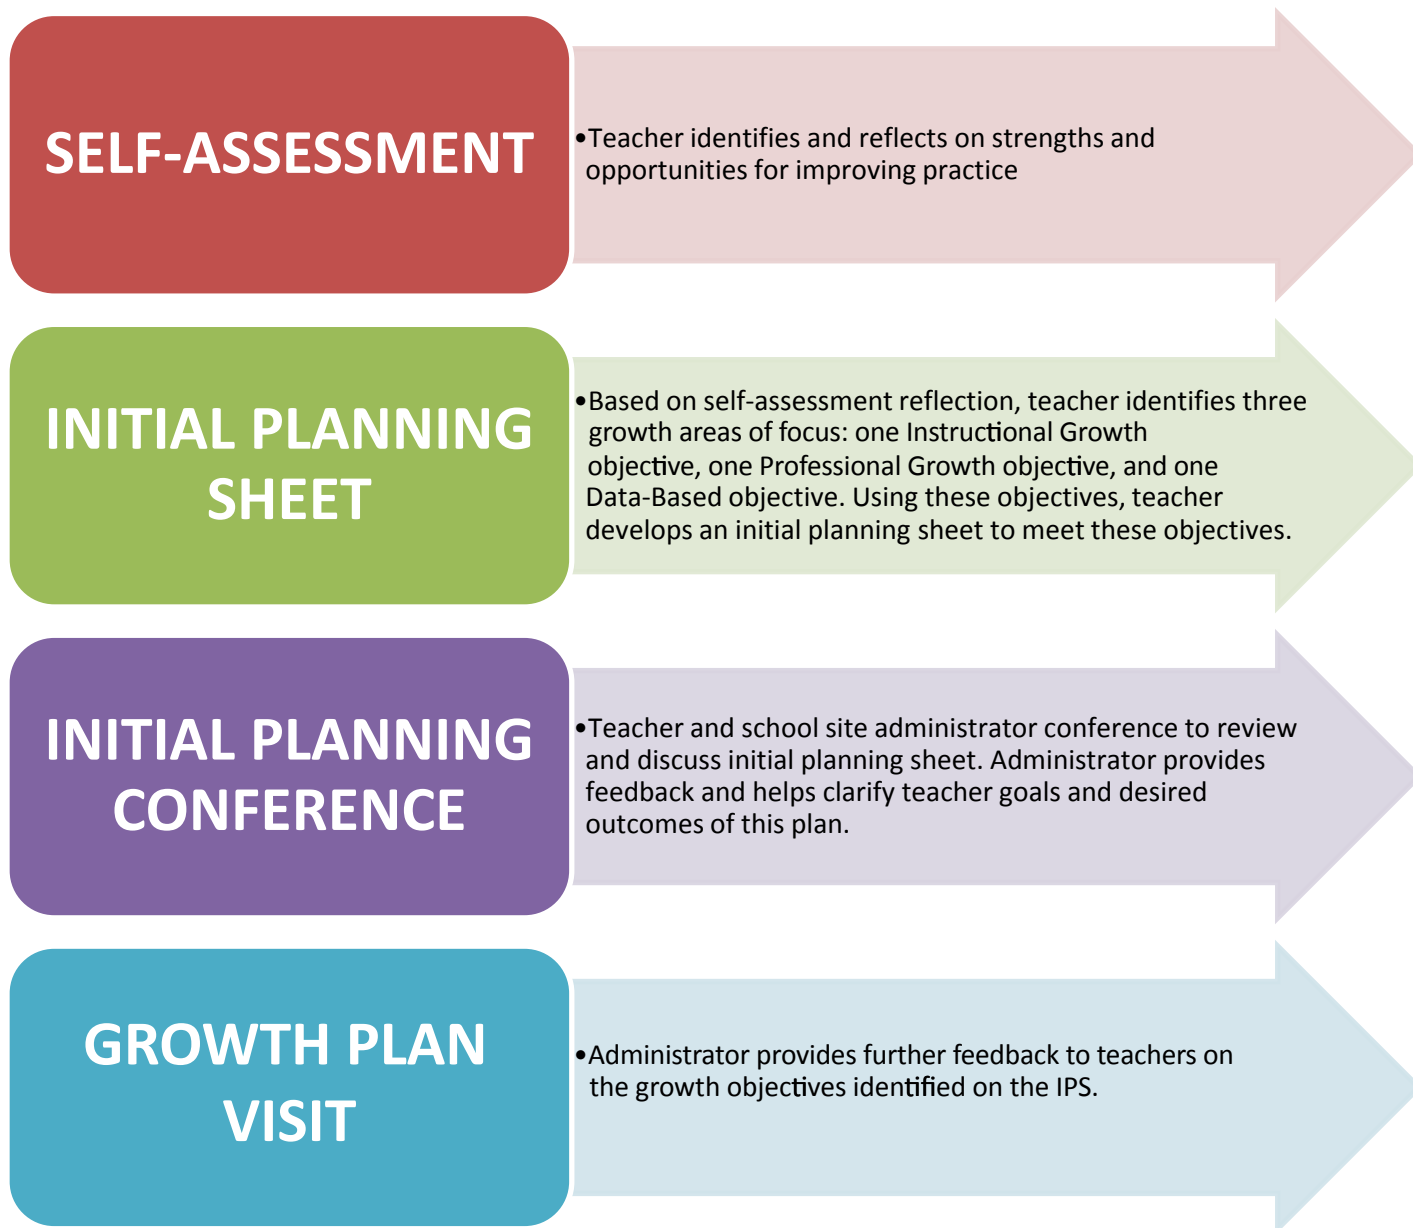 SELF-ASSESSMENT
•Teacher identifies and reflects on strengths and
opportunities for improving practice
INITIAL PLANNING
SHEET
•Based on self-assessment reflection, teacher identifies three
growth areas of focus: one Instructional Growth
objective, one Professional Growth objective, and one
Data-Based objective. Using these objectives, teacher
develops an initial planning sheet to meet these objectives.
INITIAL PLANNING
CONFERENCE
•Teacher and school site administrator conference to review
and discuss initial planning sheet. Administrator provides
feedback and helps clarify teacher goals and desired
outcomes of this plan.
GROWTH PLAN
VISIT
•Administrator provides further feedback to teachers on
the growth objectives identified on the IPS.